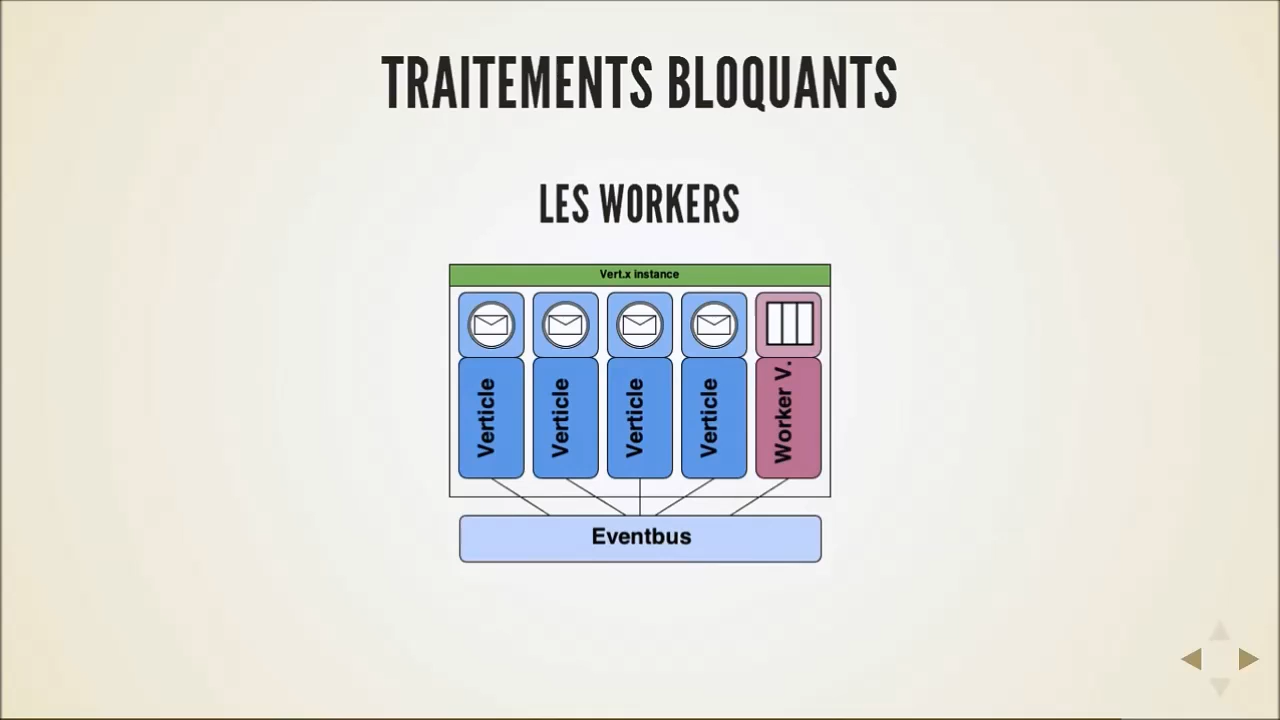 TRAITEMENTS BLOQUANTS
LES WORKERS
Vert.x instance
Verticle
Verticle
Verticle
Verticle
Worker V.
Eventbus